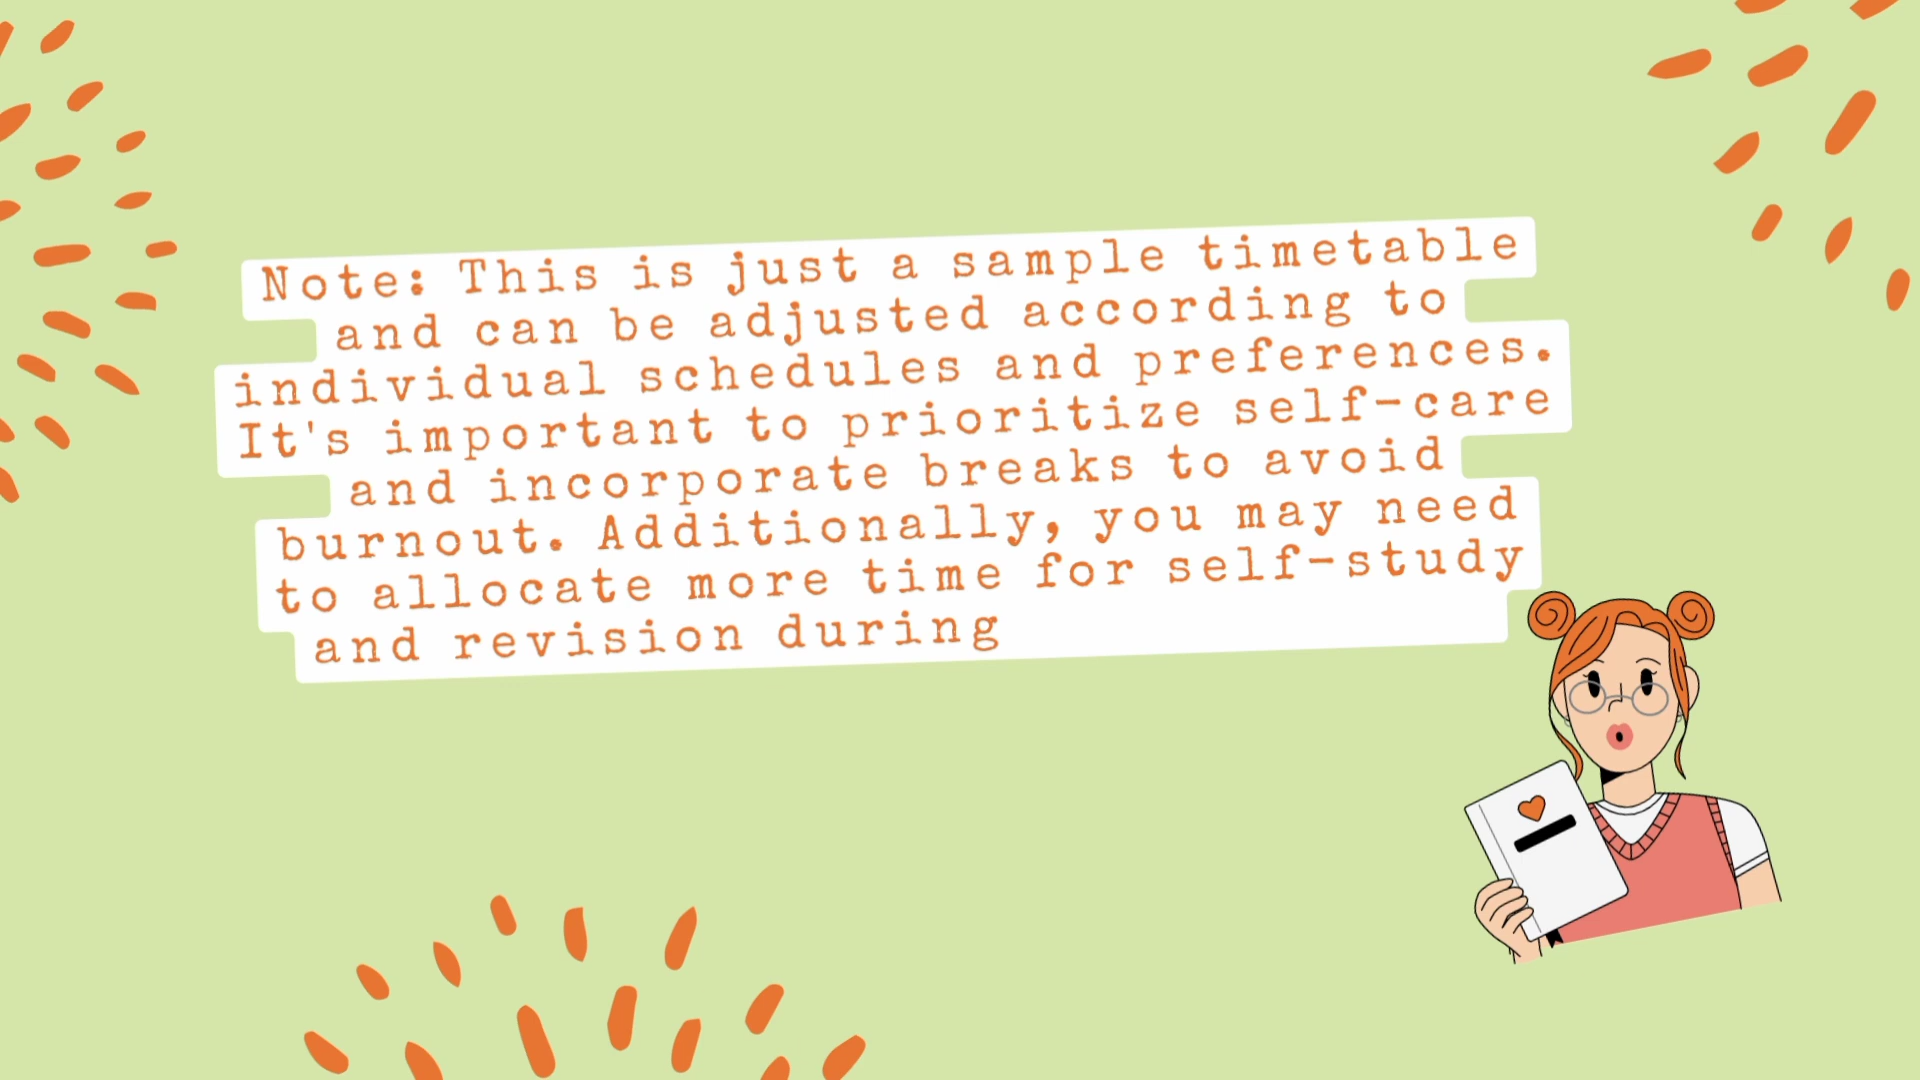 Note: This is just a sample timetable
and can be adjusted according to
individual schedules and preferences.
It's important to prioritize self-care
and incorporate breaks to avoid
burnout. Additionally, you may need
to allocate more time for self-study
and revision during